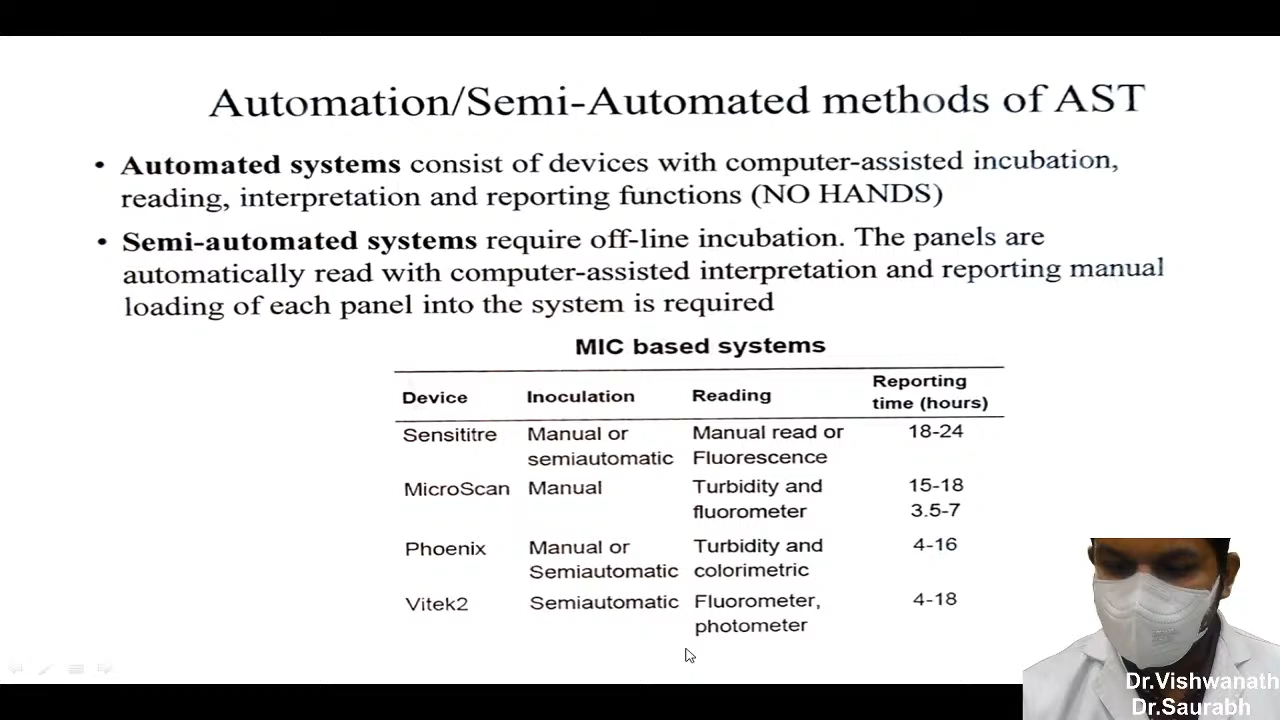 Automation/Semi-Automated methods of AST
• Automated systems consist of devices with computer-assisted incubation,
reading, interpretation and reporting functions (NO HANDS)
• Semi-automated systems require off-line incubation. The panels are
automatically read with computer-assisted interpretation and reporting manual
loading of each panel into the system is required
MIC based systems
Device Inoculation Reading Reporting
time (hours)
Sensititre Manual or Manual read or 18-24
semiautomatic Fluorescence
MicroScan Manual Turbidity and 15-18
fluorometer 3.5-7
Phoenix Manual or Turbidity and 4-16
Semiautomatic colorimetric
Vitek2 Semiautomatic Fluorometer, 4-18
photometer
Dr.Vishwanath
Dr.Saurabh